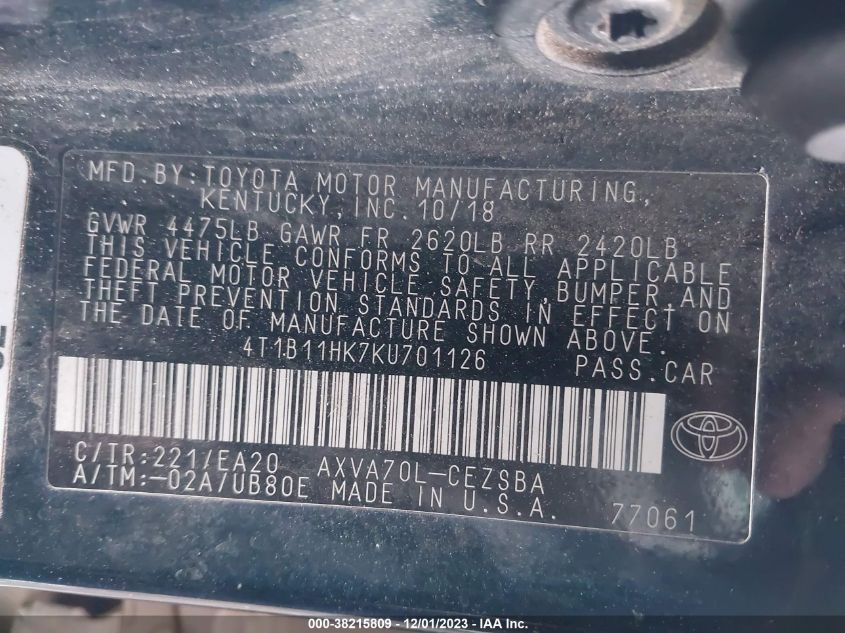 MFD.BY:TOYOTA MOTOR MANUFACTURING,
KENTUCKY,INC.10/18
GVWR 4475LB GAWR FR 2620LB RR 2420LB
THIS VEHICLE CONFORMS TO ALL APPLICABLE
FEDERAL MOTOR VEHICLE SAFETY,BUMPER,AND
THEFT PREVENTION STANDARDS IN EFFECT ON
THE DATE OF MANUFACTURE SHOWN ABOVE.
4T1B11HK7KU701126 PASS.CAR
C/TR:221/EA20 AXVA70L-CEZSBA
A/TM:-02A/UB80E MADE IN U.S.A. 77061
000-38215809 - 12/01/2023 - IAA Inc.